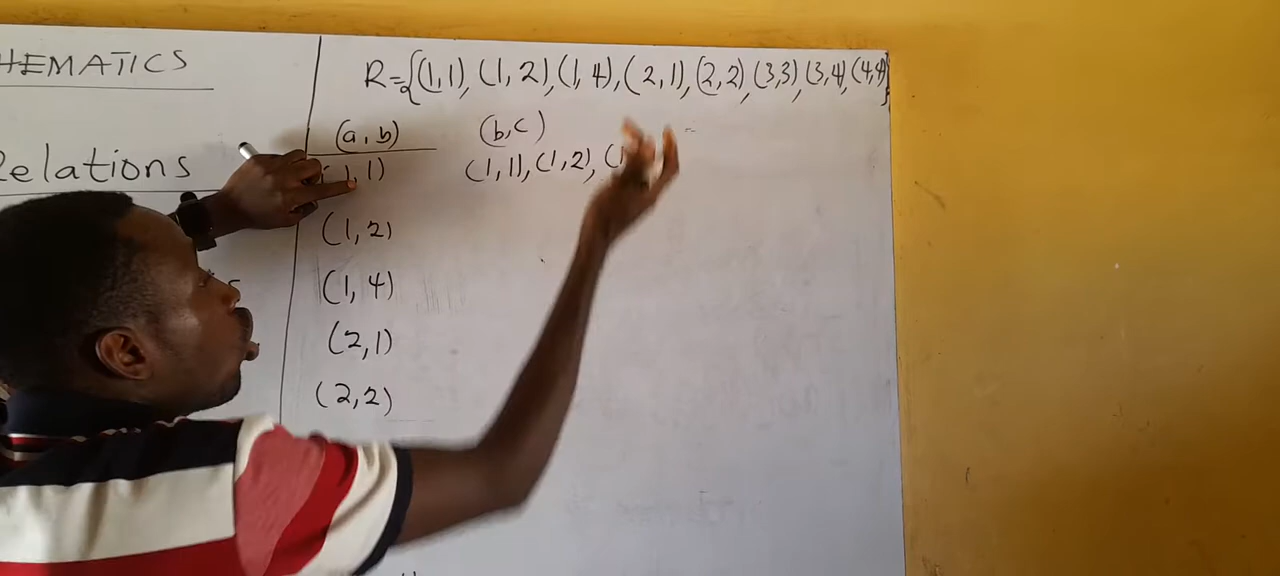 HEMATICS
Relations
R={(1,1), (1,2), (1,4), (2,1), (2,2), (3,3), (3,4), (4,4)}
(a,b) (b,c)
(1,1) (1,1), (1,2), (1
(1,2)
(1,4)
(2,1)
(2,2)